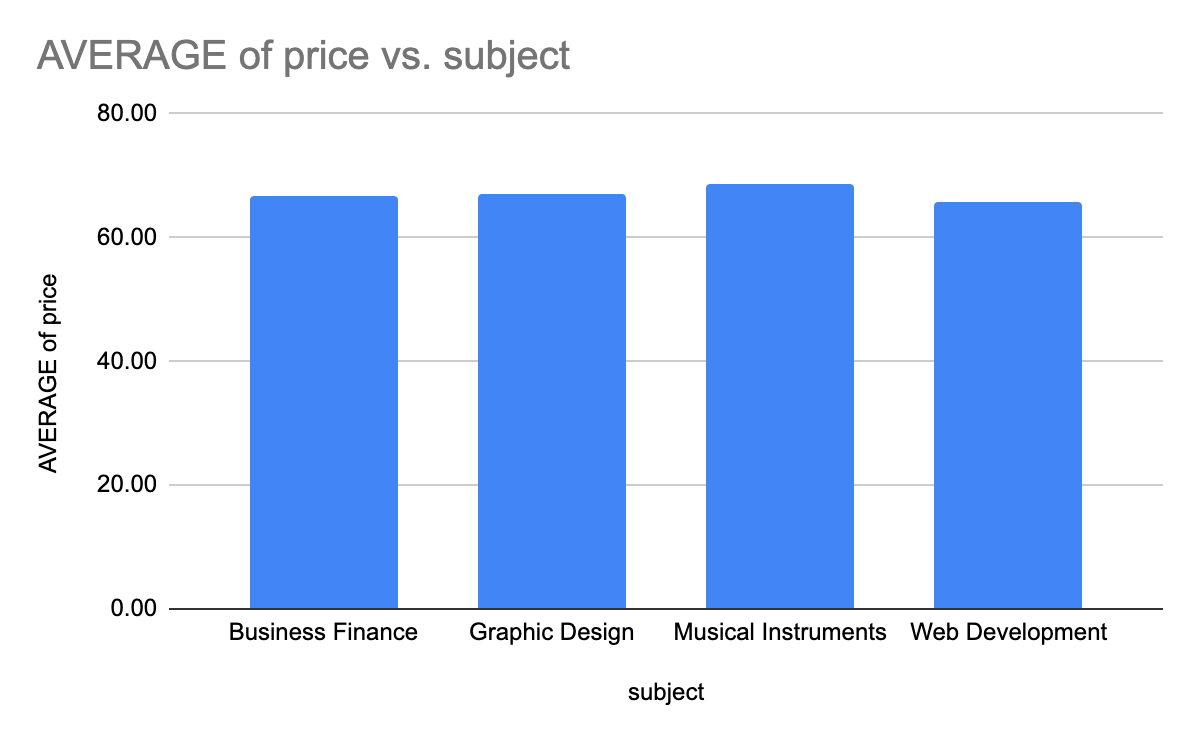 AVERAGE of price vs. subject
80.00
60.00
40.00
20.00
0.00
AVERAGE of price
Business Finance
Graphic Design
Musical Instruments
Web Development
subject